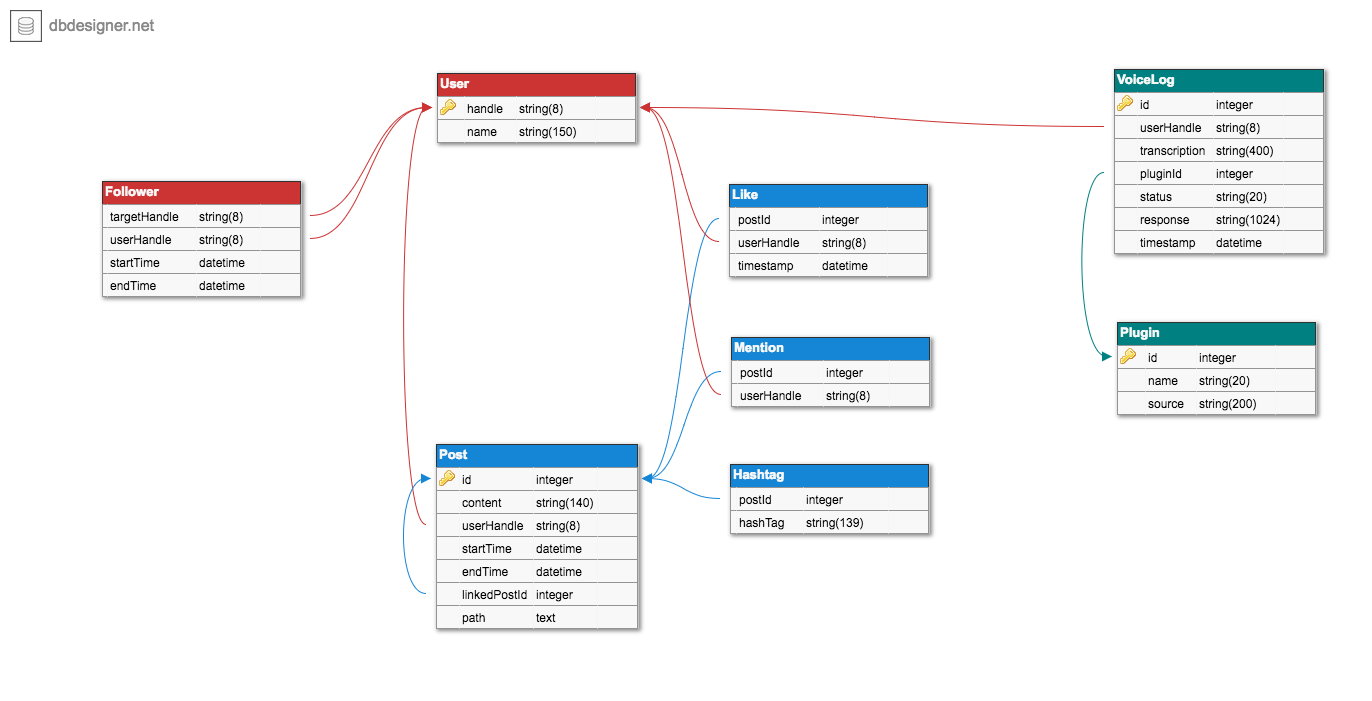 dbdesigner.net
User
handle string(8)
name string(150)
Follower
targetHandle string(8)
userHandle string(8)
startTime datetime
endTime datetime
Like
postId integer
userHandle string(8)
timestamp datetime
Mention
postId integer
userHandle string(8)
Post
id integer
content string(140)
userHandle string(8)
startTime datetime
endTime datetime
linkedPostId integer
path text
Hashtag
postId integer
hashTag string(139)
VoiceLog
id integer
userHandle string(8)
transcription string(400)
pluginId integer
status string(20)
response string(1024)
timestamp datetime
Plugin
id integer
name string(20)
source string(200)